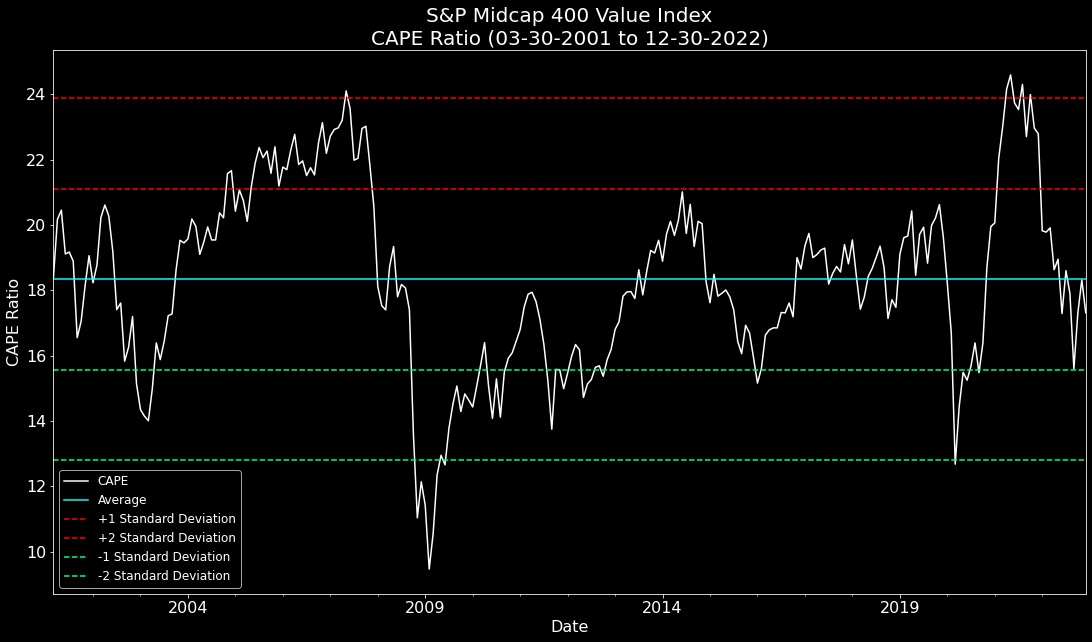 S&P Midcap 400 Value Index
CAPE Ratio (03-30-2001 to 12-30-2022)
CAPE Ratio
24
22
20
18
16
14
12
10
CAPE
Average
+1 Standard Deviation
+2 Standard Deviation
-1 Standard Deviation
-2 Standard Deviation
2004
2009
2014
2019
Date